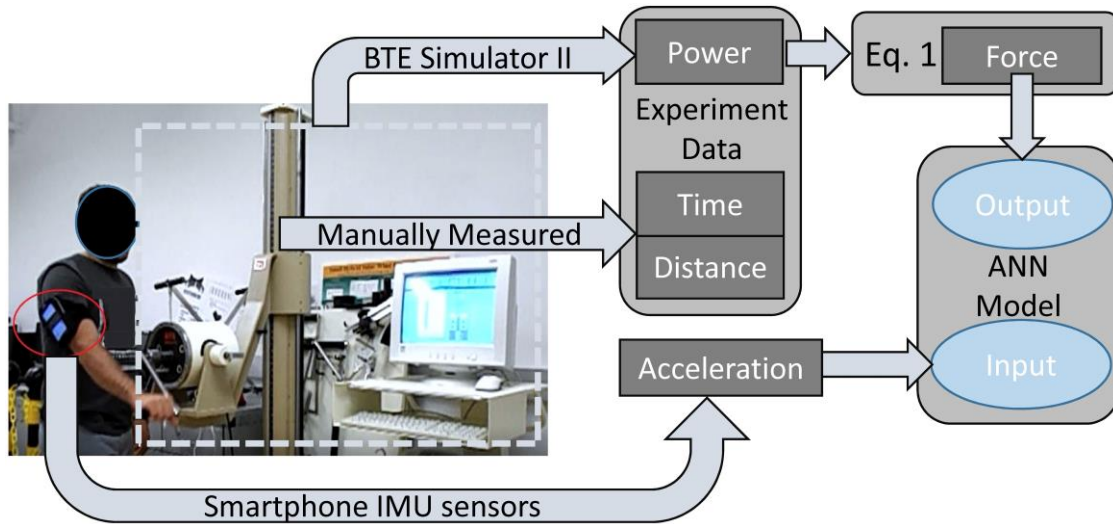 BTE Simulator II
Power
Eq. 1
Force
Experiment
Data
Time
Manually Measured
Distance
Output
ANN
Model
Input
Acceleration
Smartphone IMU sensors